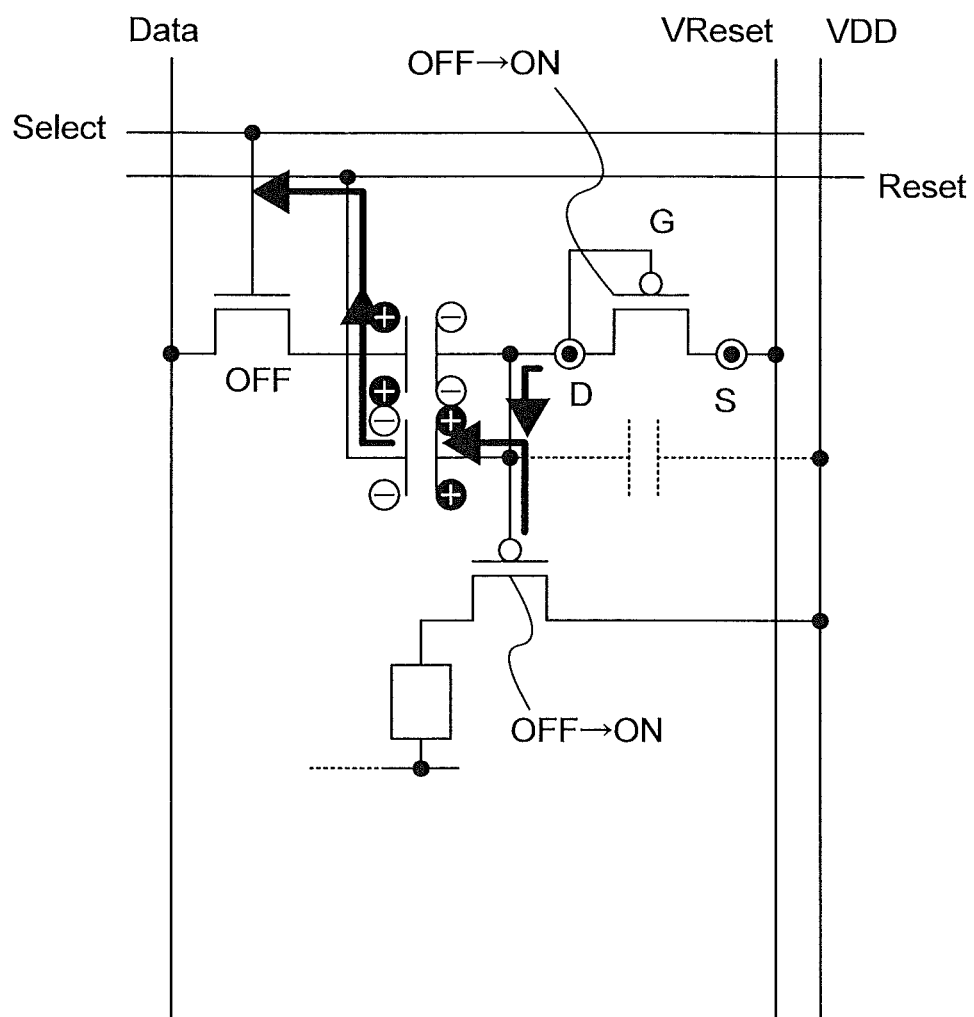 Data
VReset
VDD
OFF→ON
Select
Reset
G
OFF
D
S
OFF→ON